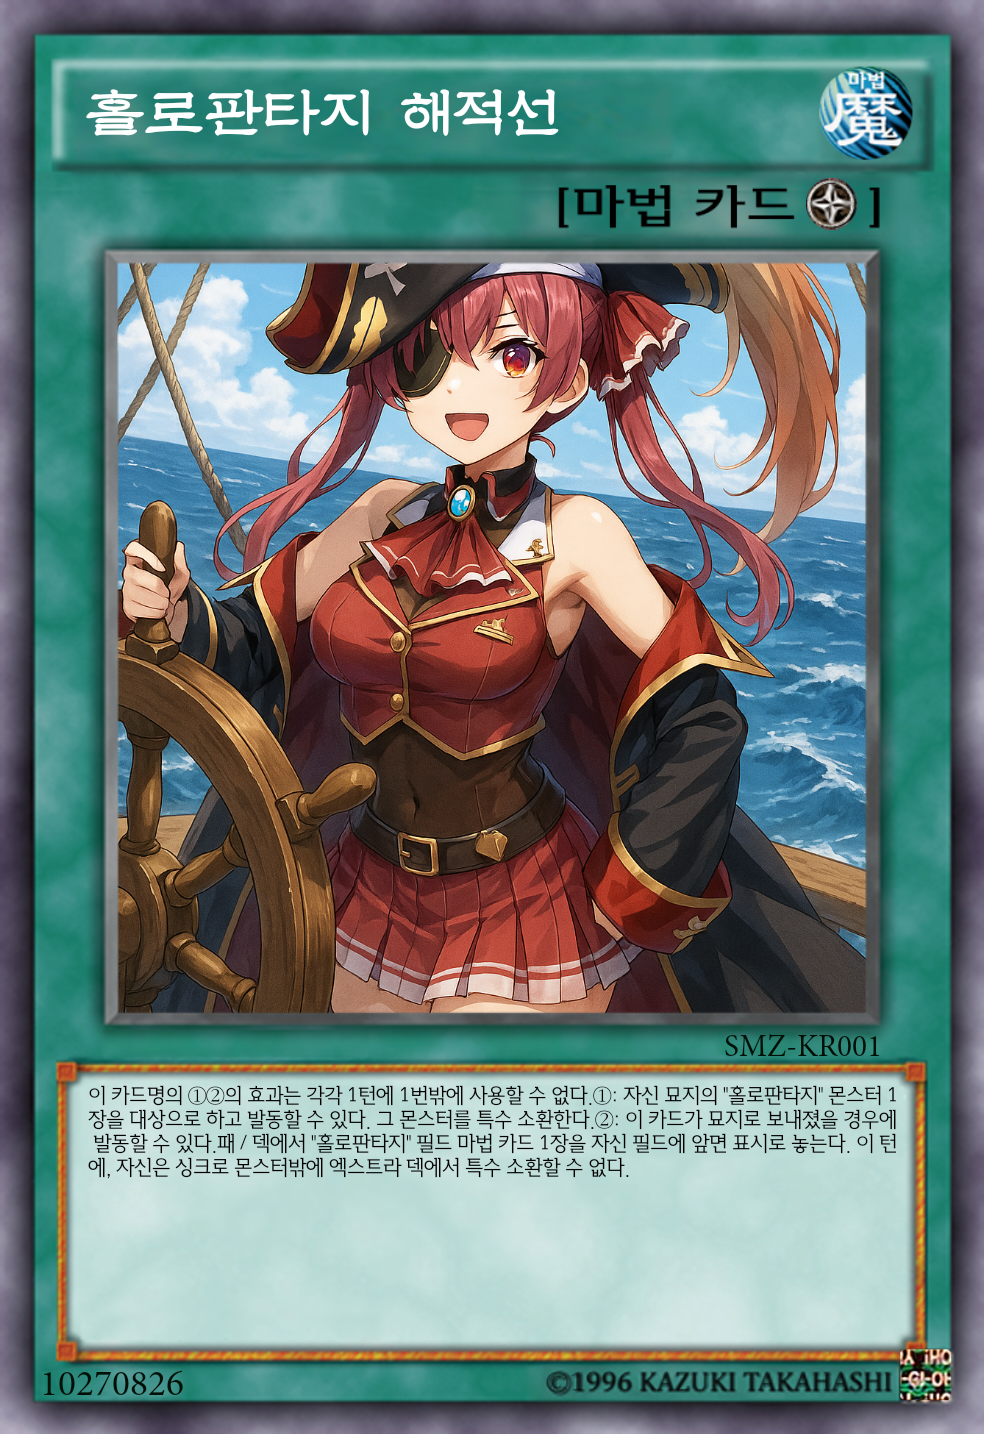 홀로판타지 해적선
마법
魔
[마법 카드]
SMZ-KR001
이 카드명의 ①②의 효과는 각각 1턴에 1번밖에 사용할 수 없다.①: 자신 묘지의 "홀로판타지" 몬스터 1
장을 대상으로 하고 발동할 수 있다. 그 몬스터를 특수 소환한다.②: 이 카드가 묘지로 보내졌을 경우에
발동할 수 있다.패 / 덱에서 "홀로판타지" 필드 마법 카드 1장을 자신 필드에 앞면 표시로 놓는다. 이 턴
에, 자신은 싱크로 몬스터밖에 엑스트라 덱에서 특수 소환할 수 없다.
10270826
©1996 KAZUKI TAKAHASHI